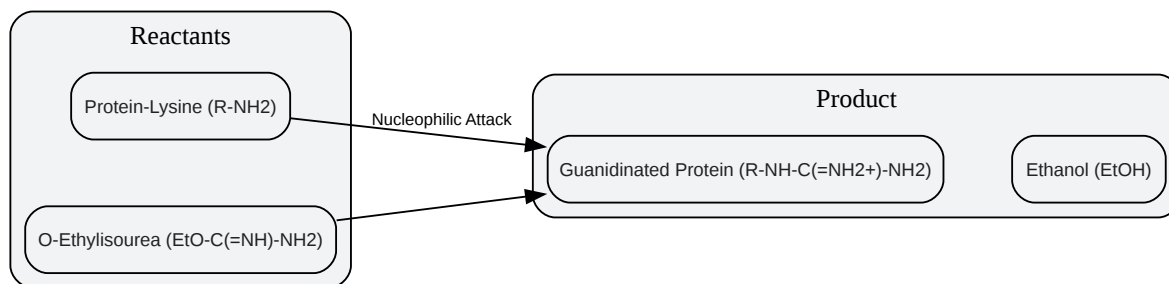 Reactants
Protein-Lysine (R-NH2)
O-Ethylisourea (EtO-C(=NH)-NH2)
Nucleophilic Attack
Product
Guanidinated Protein (R-NH-C(=NH2+)-NH2)
Ethanol (EtOH)